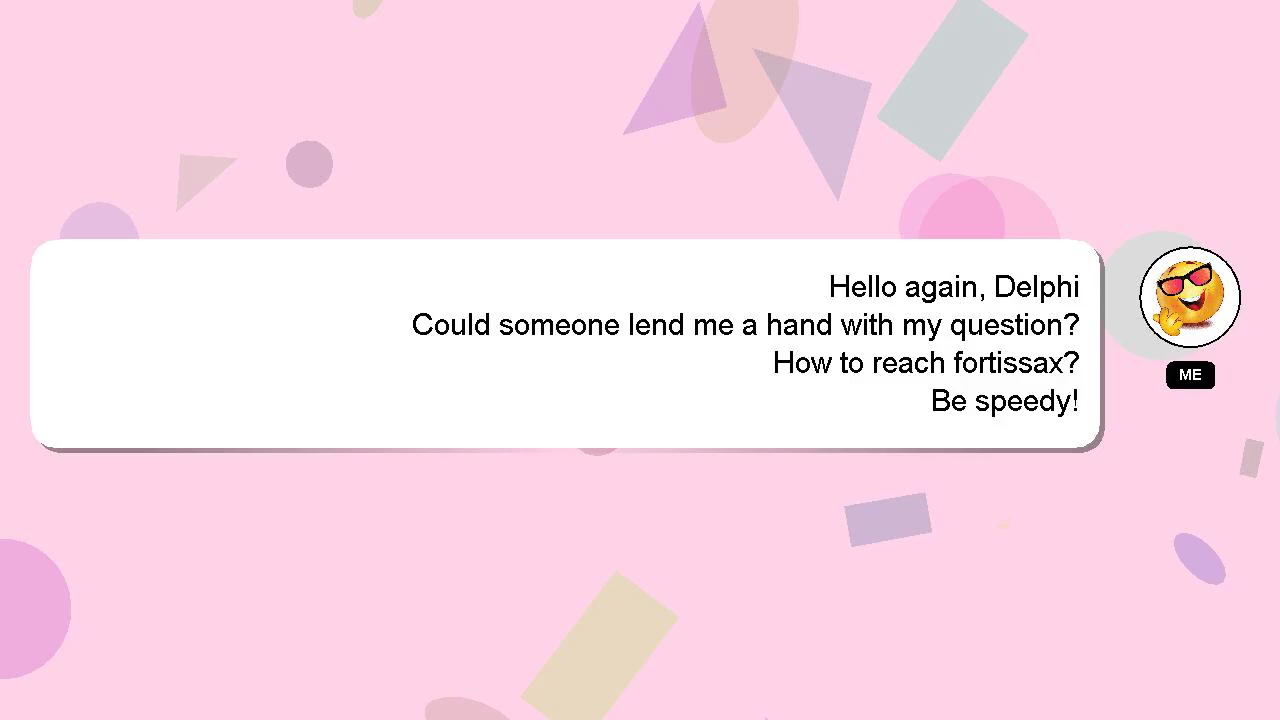 Hello again, Delphi
Could someone lend me a hand with my question?
How to reach fortissax?
Be speedy!
ME